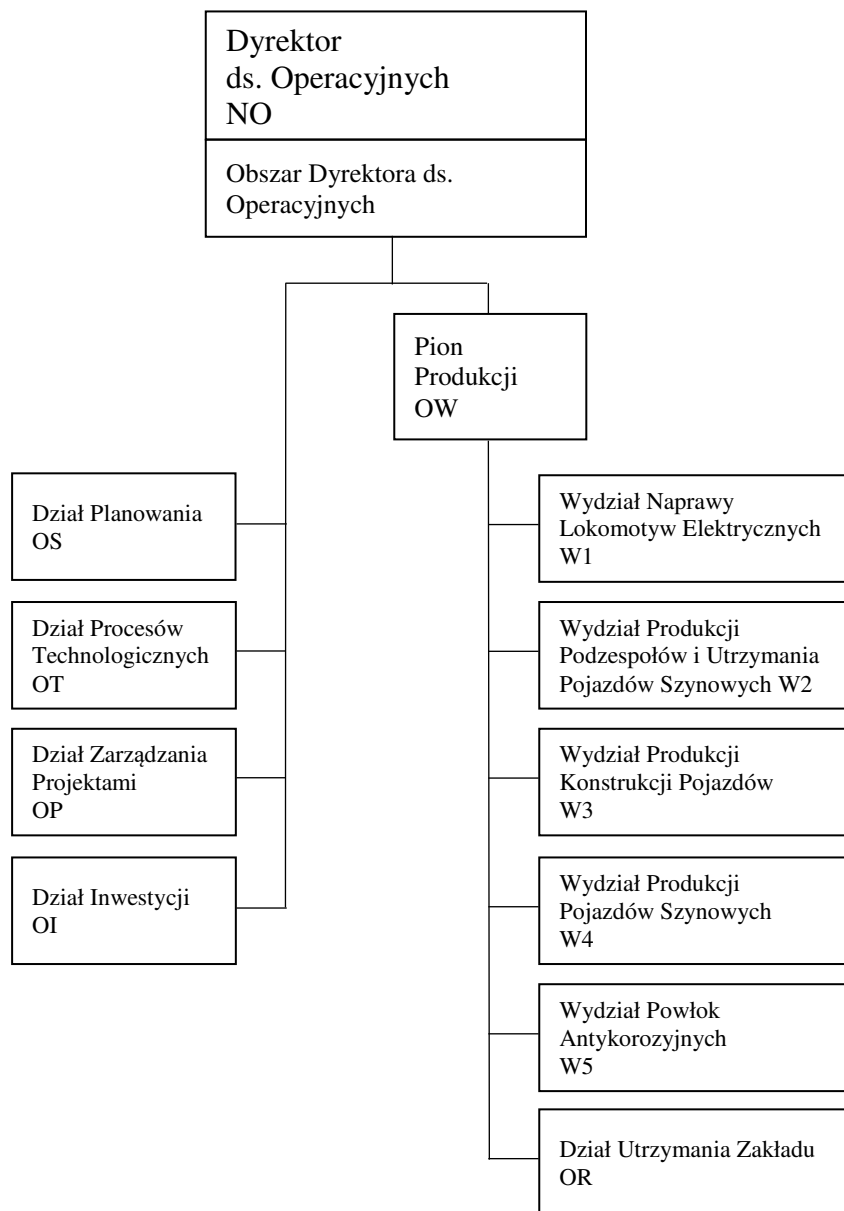 Dyrektor
ds. Operacyjnych
NO
Obszar Dyrektora ds.
Operacyjnych
Pion
Produkcji
OW
Dział Planowania
OS
Dział Procesów
Technologicznych
OT
Dział Zarządzania
Projektami
OP
Dział Inwestycji
OI
Wydział Naprawy
Lokomotyw Elektrycznych
W1
Wydział Produkcji
Podzespołów i Utrzymania
Pojazdów Szynowych W2
Wydział Produkcji
Konstrukcji Pojazdów
W3
Wydział Produkcji
Pojazdów Szynowych
W4
Wydział Powłok
Antykorozyjnych
W5
Dział Utrzymania Zakładu
OR